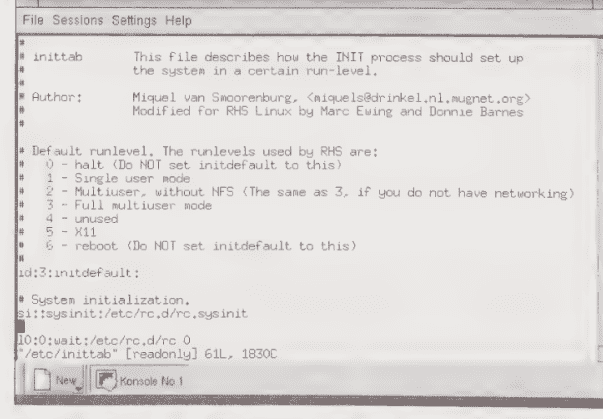 File Sessions Settings Help
#
# inittab This file describes how the INIT process should set up
# the system in a certain run-level.
#
# Author: Miquel van Smoorenburg, <miquels@drinkel.nl.mugnet.org>
# Modified for RHS Linux by Marc Ewing and Donnie Barnes
#

# Default runlevel. The runlevels used by RHS are:
# 0 - halt (Do NOT set initdefault to this)
# 1 - Single user mode
# 2 - Multiuser, without NFS (The same as 3, if you do not have networking)
# 3 - Full multiuser mode
# 4 - unused
# 5 - X11
# 6 - reboot (Do NOT set initdefault to this)
#
id:3:initdefault:

# System initialization.
si::sysinit:/etc/rc.d/rc.sysinit

l0:0:wait:/etc/rc.d/rc 0
"/etc/inittab" [readonly] 61L, 1830C
New
Konsole No 1